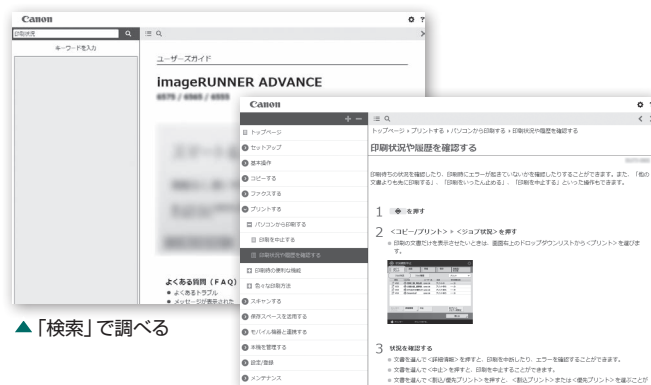 Canon
?
印刷状況
キーワードを入力
ユーザーズガイド
imageRUNNER ADVANCE
6575 / 6565 / 6555
よくある質問（FAQ）
よくあるトラブル
メッセージが表示された
▲「検索」で調べる
Canon
トップページ
セットアップ
基本操作
コピーする
ファクスする
プリントする
パソコンから印刷する
印刷を中止する
印刷状況や履歴を確認する
印刷時の便利な機能
色々な印刷方法
スキャンする
保存スペースを活用する
モバイル機器と連携する
本機を管理する
設定/登録
メンテナンス
トップページ › プリントする › パソコンから印刷する › 印刷状況や履歴を確認する
印刷状況や履歴を確認する
印刷待ちの状況を確認したり、印刷時にエラーが起きていないかを確認したりすることができます。また、「他の
文書よりも先に印刷する」、「印刷をいったん止める」、「印刷を中止する」といった操作もできます。
1 を押す
2 <コピー/プリント> ▶ <ジョブ状況>を押す
印刷の文書だけを表示させたいときは、画面右上のドロップダウンリストから<プリント>を選びま
す。
3 状況を確認する
文書を選んで<詳細情報>を押すと、印刷を中断したり、エラーを確認することができます。
文書を選んで<中止>を押すと、印刷を中止することができます。
文書を選んで<割込/優先プリント>を押すと、<割込プリント>または<優先プリント>を選ぶことが